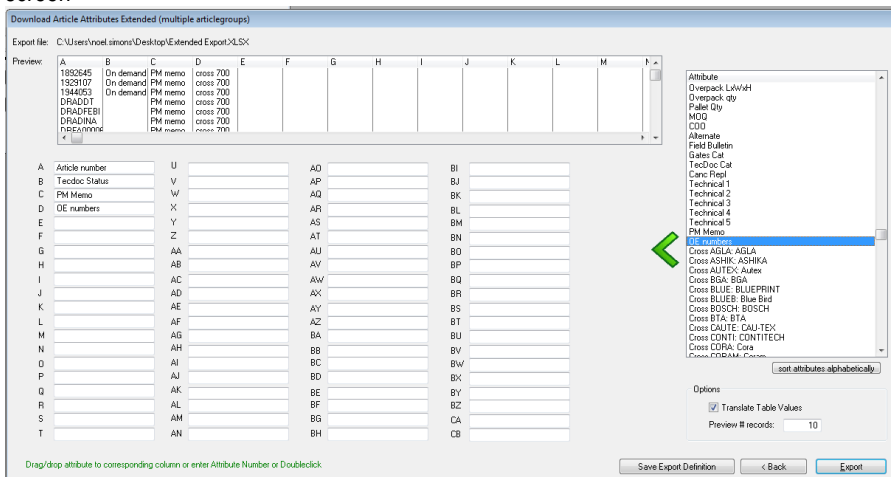 screen
Download Article Attributes Extended (multiple articlegroups)
Export file: C:\Users\noel.simons\Desktop\Extended Export.XLSX
Preview:
A B C D E F G H I J K L M N
1892645 On demand PM memo cross 700
1929107 On demand PM memo cross 700
1944053 On demand PM memo cross 700
DRADDT PM memo cross 700
DRADFEBI PM memo cross 700
DRADINA PM memo cross 700
PM memo cross 700
A Article number
B Tecdoc Status
C PM Memo
D OE numbers
E
F
G
H
I
J
K
L
M
N
O
P
Q
R
S
T
U
V
W
X
Y
Z
AA
AB
AC
AD
AE
AF
AG
AH
AI
AJ
AK
AL
AM
AN
AO
AP
AQ
AR
AS
AT
AU
AV
AW
AX
AY
AZ
BA
BB
BC
BD
BE
BF
BG
BH
BI
BJ
BK
BL
BM
BN
BO
BP
BQ
BR
BS
BT
BU
BV
BW
BX
BY
BZ
CA
CB
Attribute
Overpack LxWxH
Overpack qty
Pallet Qty
MOQ
COO
Alternate
Field Bulletin
Gates Cat
TecDoc Cat
Canc Repl
Technical 1
Technical 2
Technical 3
Technical 4
Technical 5
PM Memo
OE numbers
Cross AGLA: AGLA
Cross ASHIK: ASHIKA
Cross AUTEX: Autex
Cross BGA: BGA
Cross BLUE: BLUEPRINT
Cross BLUEB: Blue Bird
Cross BOSCH: BOSCH
Cross BTA: BTA
Cross CAUTE: CAU-TEX
Cross CONTI: CONTITECH
Cross CORA: Cora
Cross CORAM: Coram
sort attributes alphabetically
Options
Translate Table Values
Preview # records: 10
Drag/drop attribute to corresponding column or enter Attribute Number or Doubleclick
Save Export Definition
< Back
Export